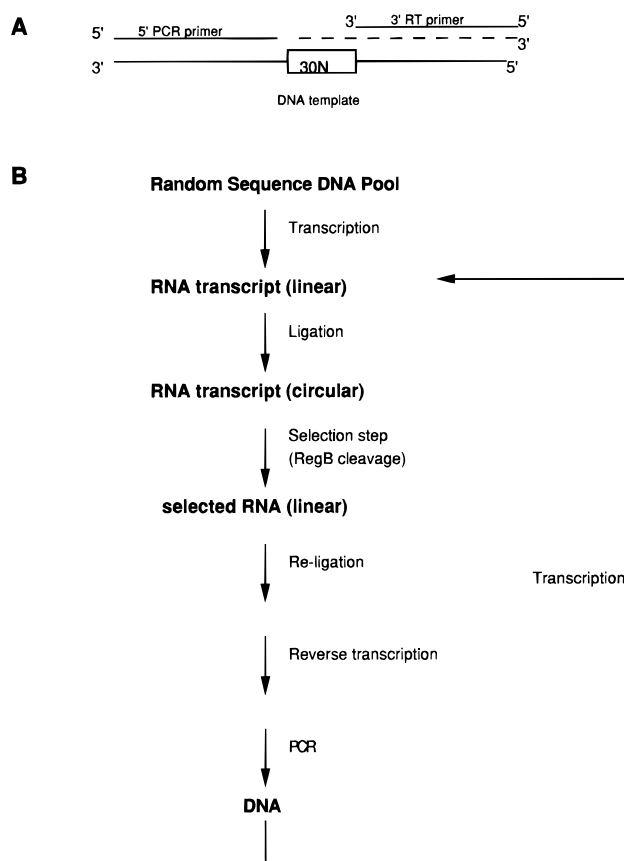 A
5' 5' PCR primer 3' 3' RT primer 5'
3'
3' 30N 5'
DNA template
B
Random Sequence DNA Pool
Transcription
RNA transcript (linear)
Ligation
RNA transcript (circular)
Selection step
(RegB cleavage)
selected RNA (linear)
Re-ligation
Transcription
Reverse transcription
PCR
DNA